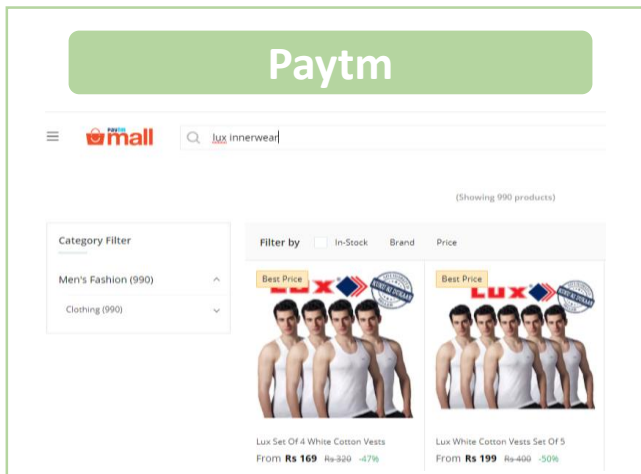 Paytm
PAYTM
mall
lux innerwear
(Showing 990 products)
Category Filter
Men's Fashion (990)
Clothing (990)
Filter by In-Stock Brand Price
Best Price
LUX
Lux Set Of 4 White Cotton Vests
From Rs 169 Rs 320 -47%
Best Price
LUX
Lux White Cotton Vests Set Of 5
From Rs 199 Rs 400 -50%